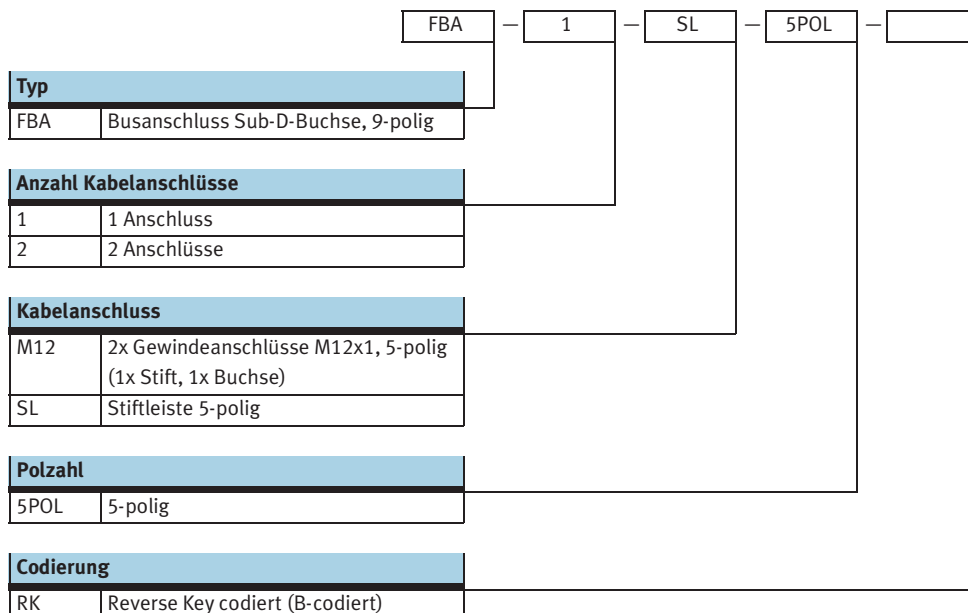 FBA — 1 — SL — 5POL —
Typ
FBA Busanschluss Sub-D-Buchse, 9-polig
Anzahl Kabelanschlüsse
1 1 Anschluss
2 2 Anschlüsse
Kabelanschluss
M12 2x Gewindeanschlüsse M12x1, 5-polig
(1x Stift, 1x Buchse)
SL Stiftleiste 5-polig
Polzahl
5POL 5-polig
Codierung
RK Reverse Key codiert (B-codiert)